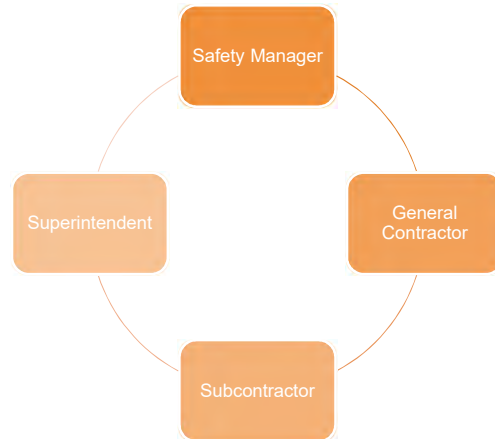 Safety Manager
General
Contractor
Subcontractor
Superintendent